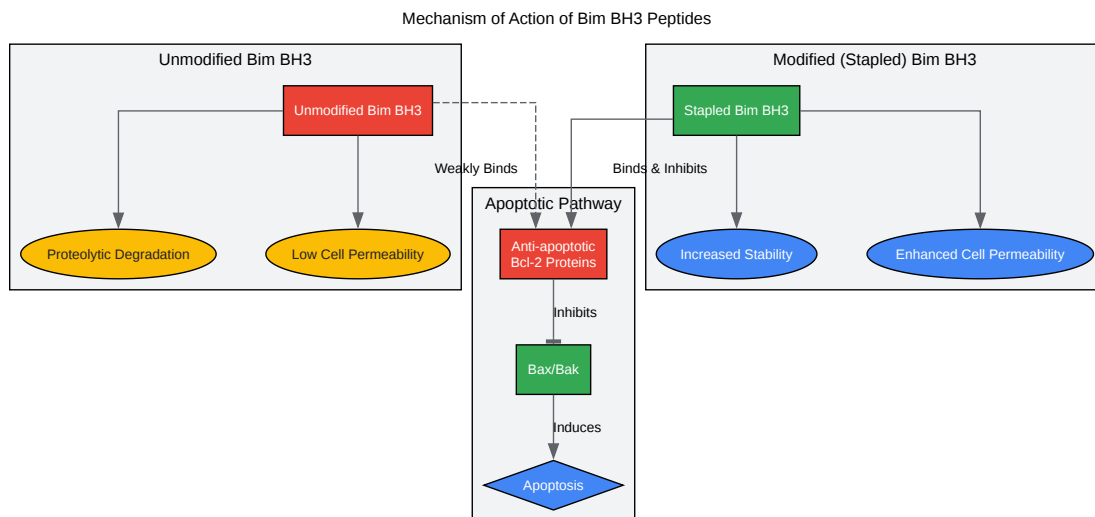 Mechanism of Action of Bim BH3 Peptides
Unmodified Bim BH3
Modified (Stapled) Bim BH3
Unmodified Bim BH3
Stapled Bim BH3
Weakly Binds
Binds & Inhibits
Apoptotic Pathway
Proteolytic Degradation
Low Cell Permeability
Anti-apoptotic
Bcl-2 Proteins
Increased Stability
Enhanced Cell Permeability
Inhibits
Bax/Bak
Induces
Apoptosis